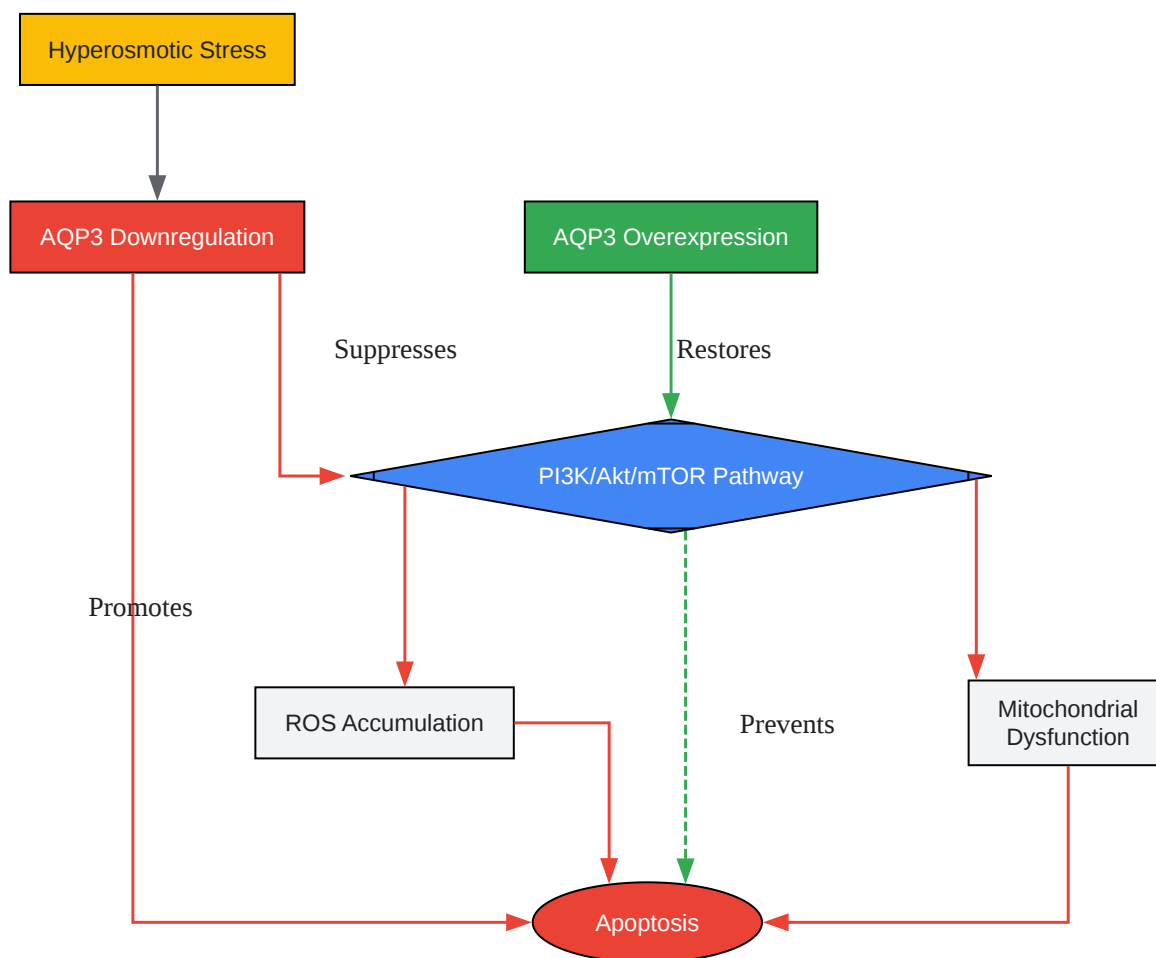 Hyperosmotic Stress
AQP3 Downregulation
AQP3 Overexpression
Suppresses
Restores
PI3K/Akt/mTOR Pathway
Promotes
ROS Accumulation
Prevents
Mitochondrial
Dysfunction
Apoptosis